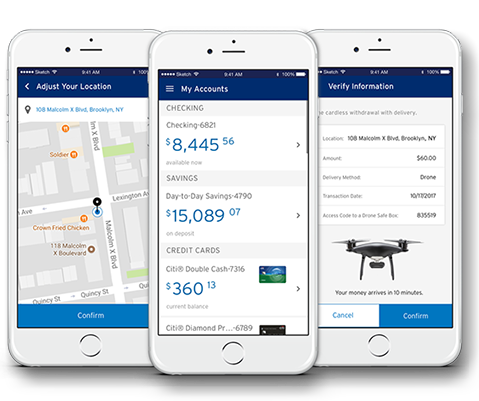 Sketch 9:41 AM
Adjust Your Location
108 Malcolm X Blvd, Brooklyn, NY
Soldier
Malcolm X Blvd
Lexington Ave
n Ave
Crown Fried Chicken
118 Malcolm
X Boulevard
Malcolm X Blvd
Quincy St
Quincy St
Confirm
Sketch 9:41 AM 100%
My Accounts
CHECKING
Checking-6821
$8,445 56
available now
SAVINGS
Day-to-Day Savings-4790
$15,089 07
on deposit
CREDIT CARDS
Citi® Double Cash-7316
$360 13
current balance
Citi® Diamond Pr...-6789
Sketch 9:41 AM 100%
Verify Information
e cardless withdrawal with delivery.
Location: 108 Malcolm X Blvd, Brooklyn, NY
Amount: $60.00
Delivery Method: Drone
Transaction Date: 10/17/2017
Access Code to a Drone Safe Box: 835519
Your money arrives in 10 minutes.
Cancel
Confirm